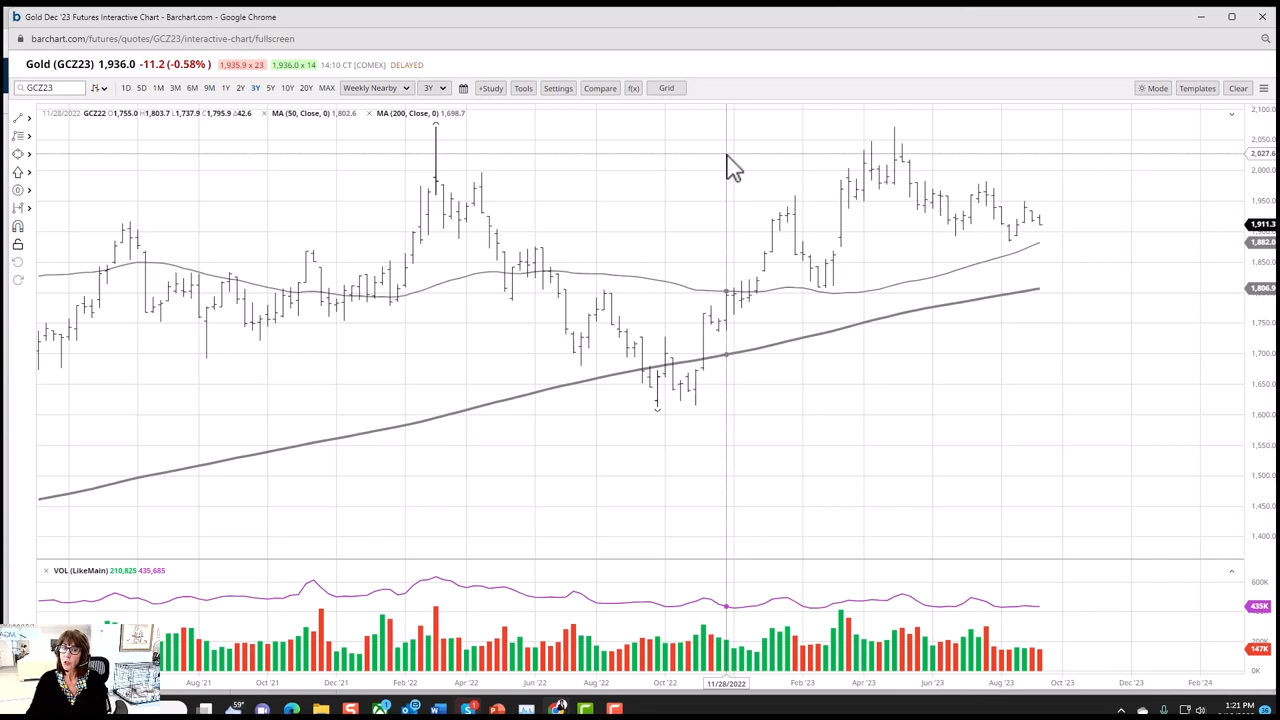 Gold Dec '23 Futures Interactive Chart - Barchart.com - Google Chrome
barchart.com/futures/quotes/GCZ23/interactive-chart/fullscreen
Gold (GCZ23) 1,936.0 -11.2 (-0.58%) 1,935.9 x 23 1,936.0 x 14 14:10 CT [COMEX] DELAYED
GCZ23 1D 5D 1M 3M 6M 9M 1Y 2Y 3Y 5Y 10Y 20Y MAX Weekly Nearby 3Y +Study Tools Settings f(x) Compare Grid Mode Templates Clear
11/28/2022 GCZ22 O1,755.0 H1,803.7 L1,737.9 C1,795.9 Δ42.6 MA (50, Close, 0) 1,802.6 MA (200, Close, 0) 1,698.7
2,100.
2,050.
2,027.6
2,000.
1,950.
1,911.3
1,900.
1,882.0
1,806.9
1,750.
1,700.
1,650.
1,600.
1,550.
1,500.
1,450.
1,400.
VOL (LikeMain) 210,825 435,685
600K
435K
200K
147K
0K
Aug '21 Oct '21 Dec '21 Feb '22 Apr '22 Jun '22 Aug '22 Oct '22 11/28/2022 Feb '23 Apr '23 Jun '23 Aug '23 Oct '23 Dec '23 Feb '24
59°
1:21 PM